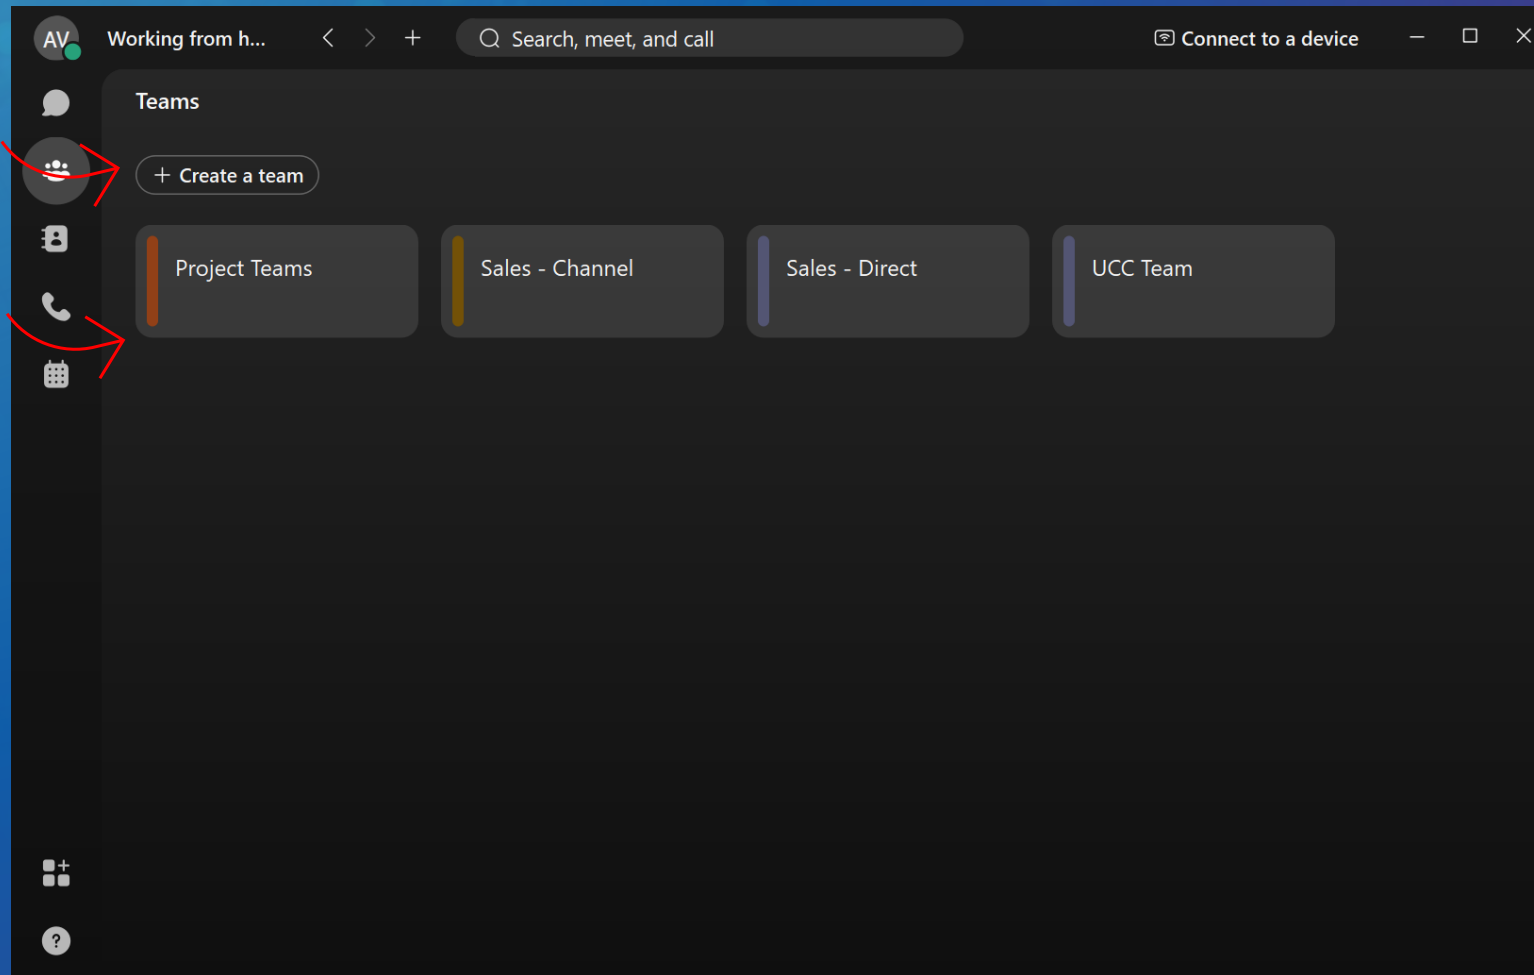 AV Working from h... Search, meet, and call Connect to a device
Teams
+ Create a team
Project Teams
Sales - Channel
Sales - Direct
UCC Team
?